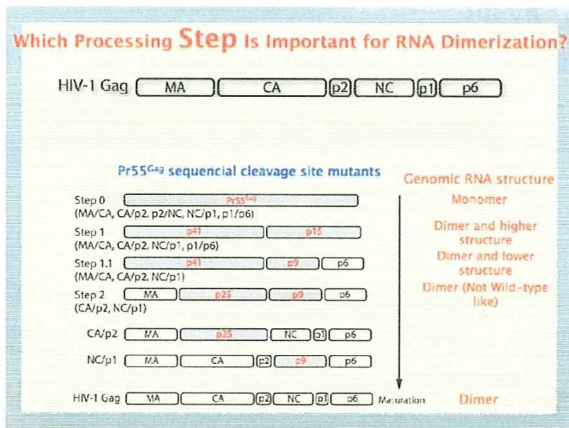 Which Processing Step Is Important for RNA Dimerization?
HIV-1 Gag MA CA p2 NC p1 p6
Pr55Gag sequencial cleavage site mutants
Genomic RNA structure
Step 0 Pr55Gag
Monomer
(MA/CA, CA/p2, p2/NC, NC/p1, p1/p6)
Step 1 p41 p15
Dimer and higher
structure
(MA/CA, CA/p2, NC/p1, p1/p6)
Step 1.1 p41 p9 p6
Dimer and lower
structure
(MA/CA, CA/p2, NC/p1)
Step 2 MA p25 p9 p6
Dimer (Not Wild-type
like)
(CA/p2, NC/p1)
CA/p2 MA p25 NC p1 p6
NC/p1 MA CA p2 p9 p6
HIV-1 Gag MA CA p2 NC p1 p6 Maturation Dimer